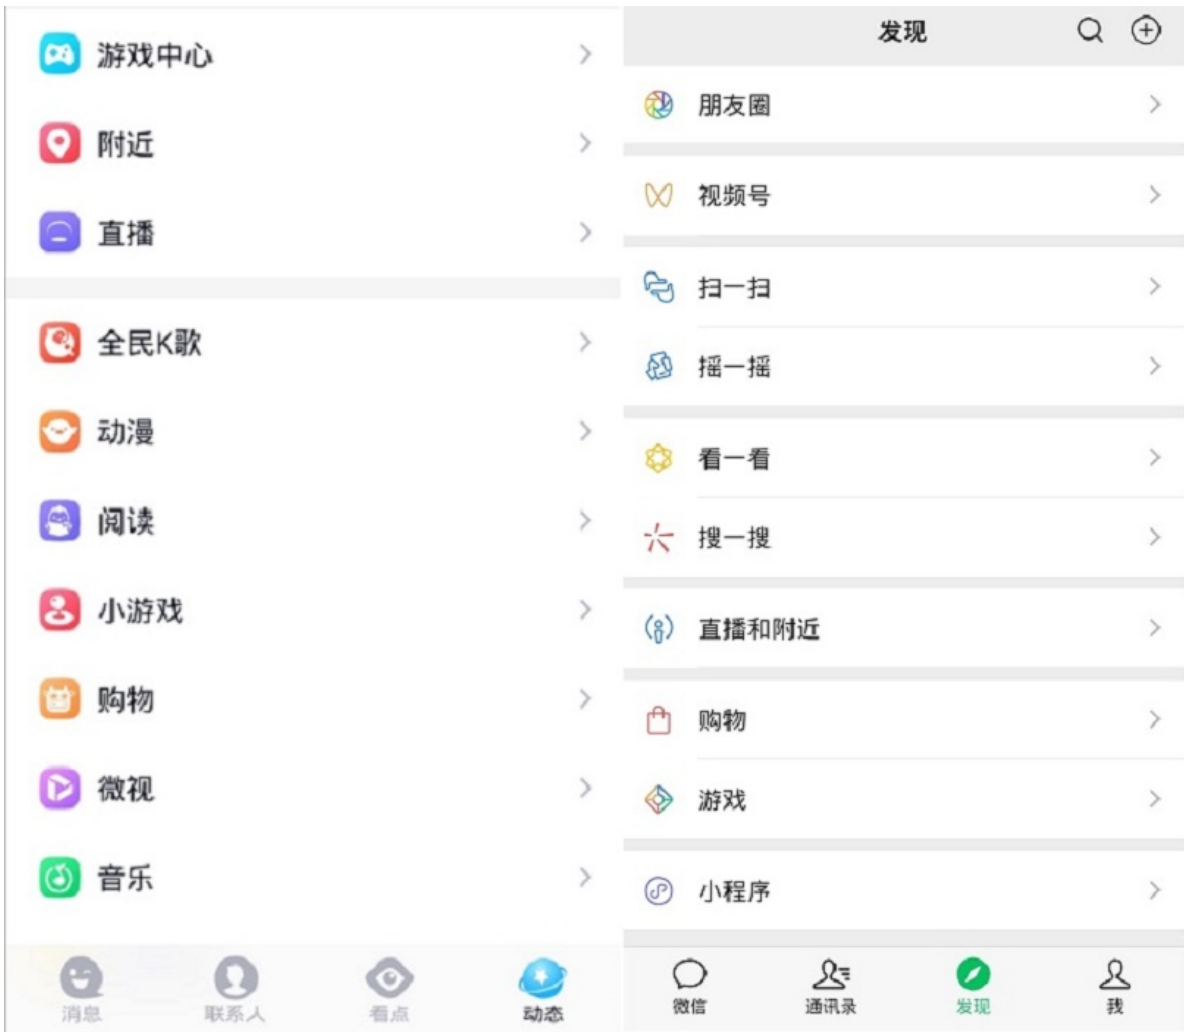 游戏中心
附近
直播
全民K歌
动漫
阅读
小游戏
购物
微视
音乐
消息
联系人
看点
动态
发现
朋友圈
视频号
扫一扫
摇一摇
看一看
搜一搜
直播和附近
购物
游戏
小程序
微信
通讯录
发现
我